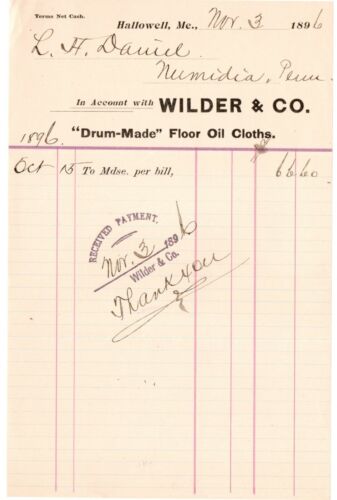 Terms Net Cash.
Hallowell, Me., Nov. 3 1896
L. H. Daniel.
Numidia, Penn
In Account with WILDER & CO.
1896. "Drum-Made" Floor Oil Cloths.
Oct 15 To Mdse. per bill, 66 60
RECEIVED PAYMENT,
Nov. 3 1896
Wilder & Co.
Thank you